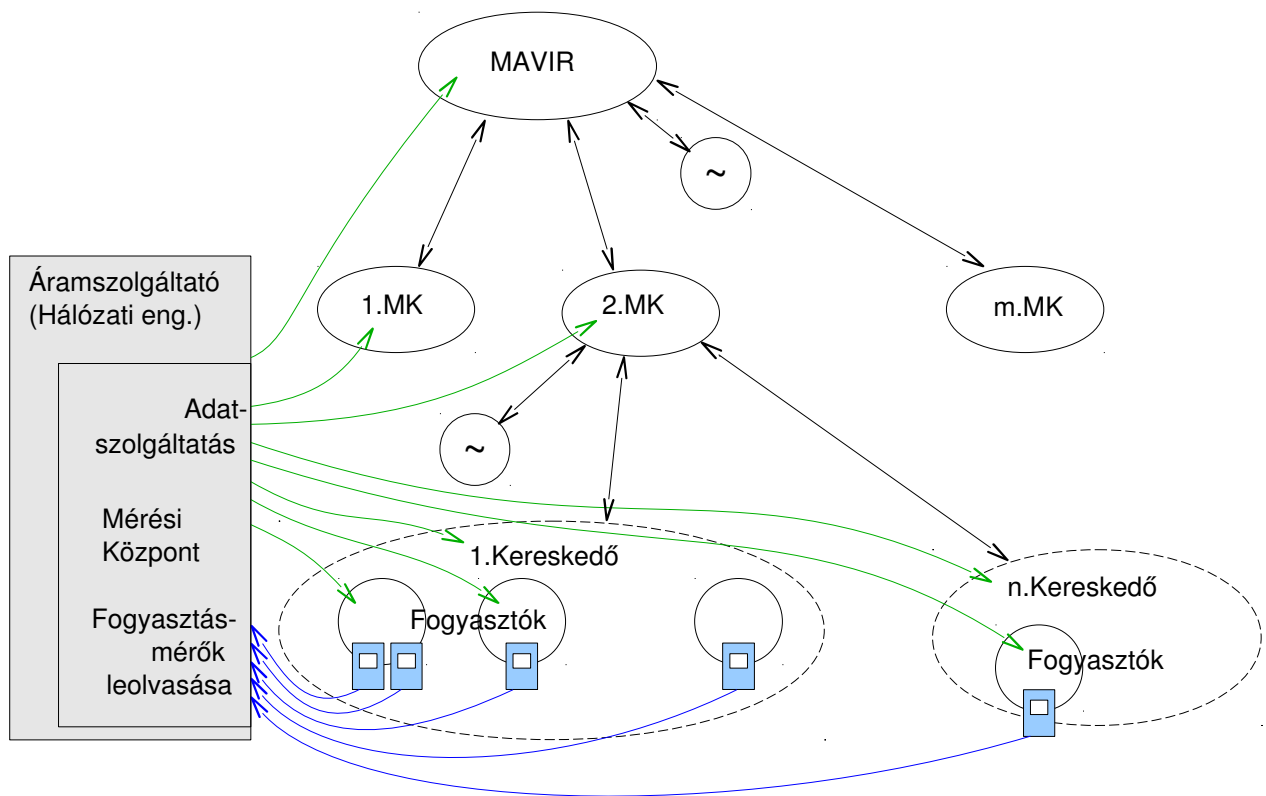 MAVIR
~
Áramszolgáltató
(Hálózati eng.)
1.MK
2.MK
m.MK
Adat-
szolgáltatás
~
Mérési
Központ
1.Kereskedő
n.Kereskedő
Fogyasztás-
mérők
leolvasása
Fogyasztók
Fogyasztók